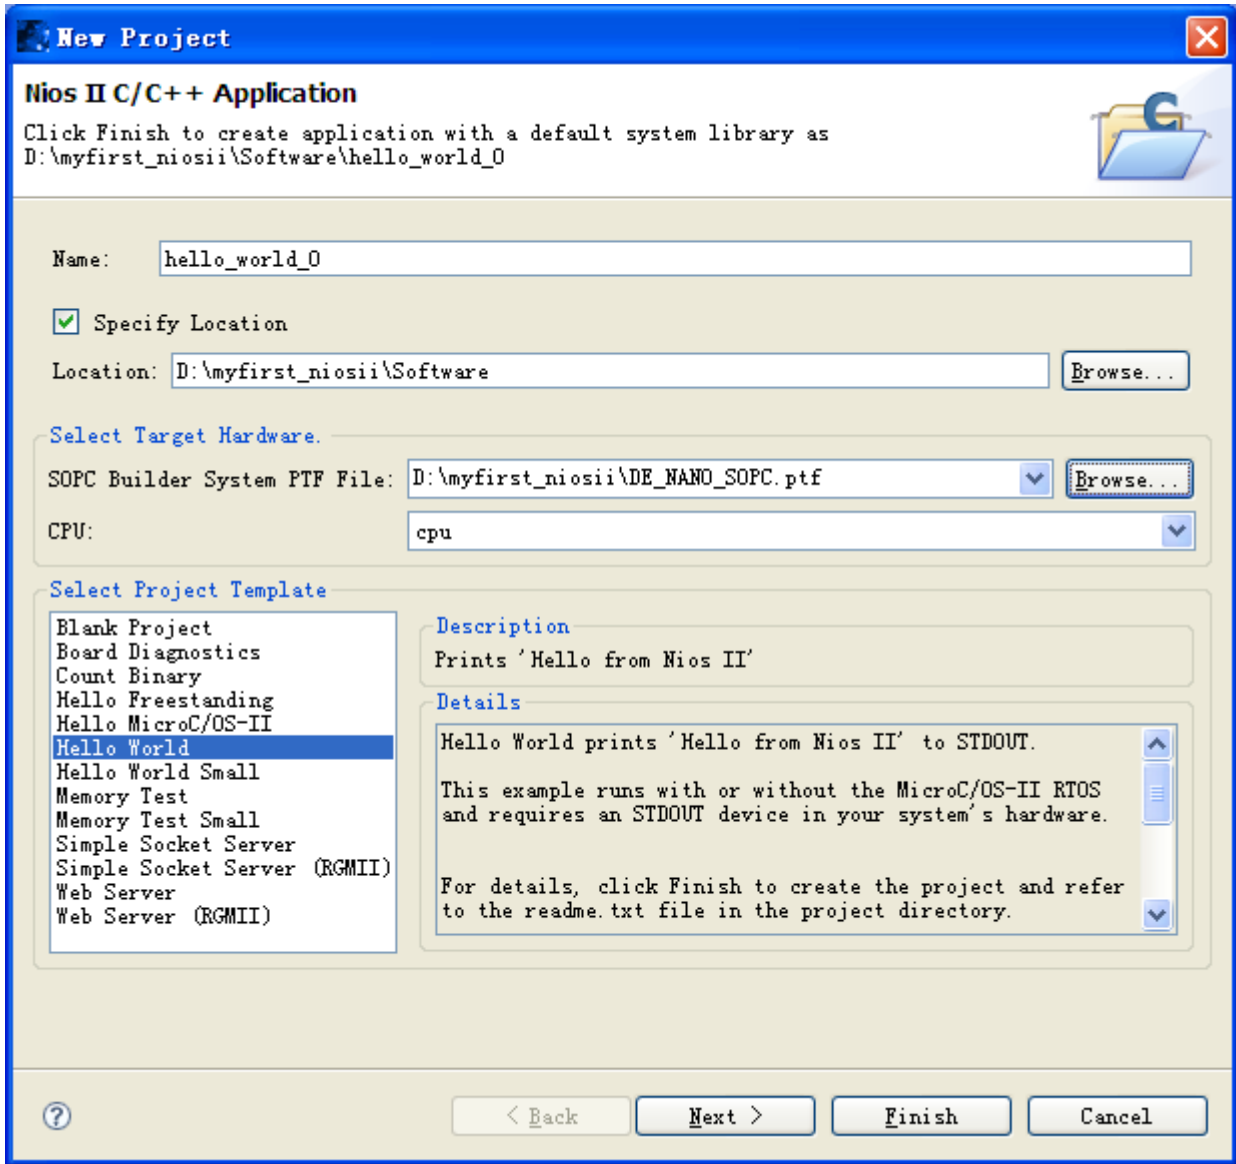 New Project
Nios II C/C++ Application
Click Finish to create application with a default system library as
D:\myfirst_niosii\Software\hello_world_0
Name: hello_world_0
Specify Location
Location: D:\myfirst_niosii\Software Browse...
Select Target Hardware.
SOPC Builder System PTF File: D:\myfirst_niosii\DE_NANO_SOPC.ptf Browse...
CPU: cpu
Select Project Template
Blank Project
Board Diagnostics
Count Binary
Hello Freestanding
Hello MicroC/OS-II
Hello World
Hello World Small
Memory Test
Memory Test Small
Simple Socket Server
Simple Socket Server (RGMII)
Web Server
Web Server (RGMII)
Description
Prints 'Hello from Nios II'
Details
Hello World prints 'Hello from Nios II' to STDOUT.
This example runs with or without the MicroC/OS-II RTOS
and requires an STDOUT device in your system's hardware.
For details, click Finish to create the project and refer
to the readme.txt file in the project directory.
? < Back Next > Finish Cancel